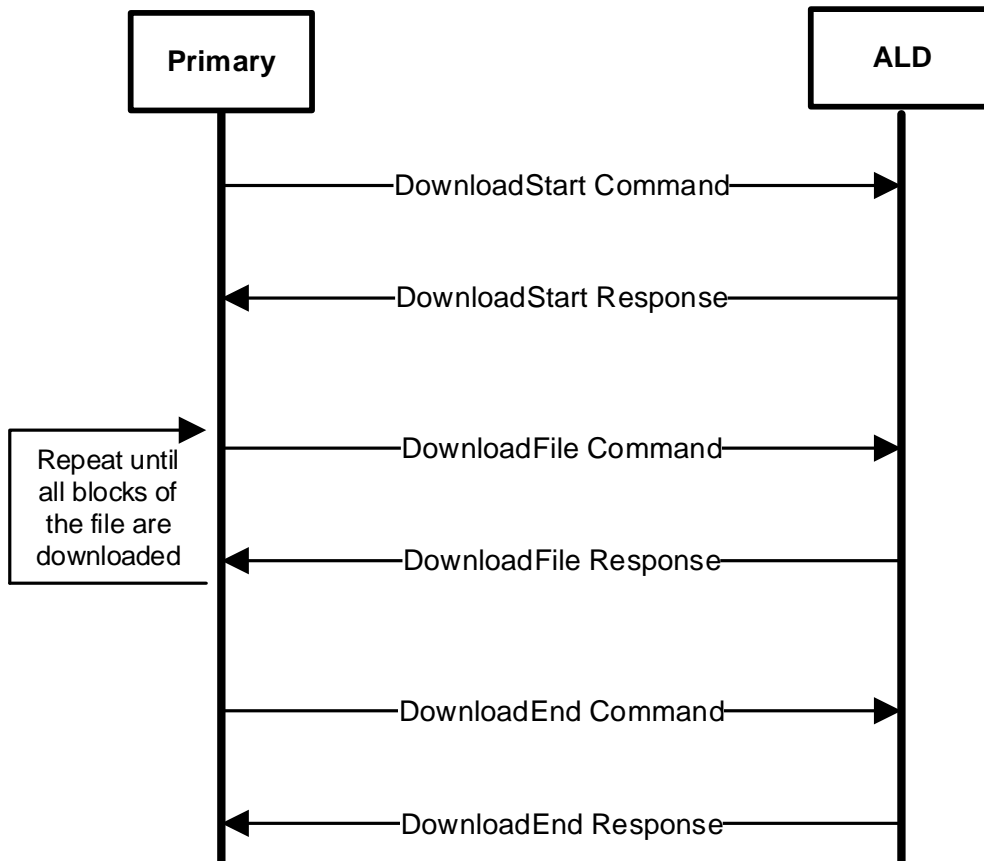 Primary
ALD
DownloadStart Command
DownloadStart Response
DownloadFile Command
Repeat until
all blocks of
the file are
downloaded
DownloadFile Response
DownloadEnd Command
DownloadEnd Response